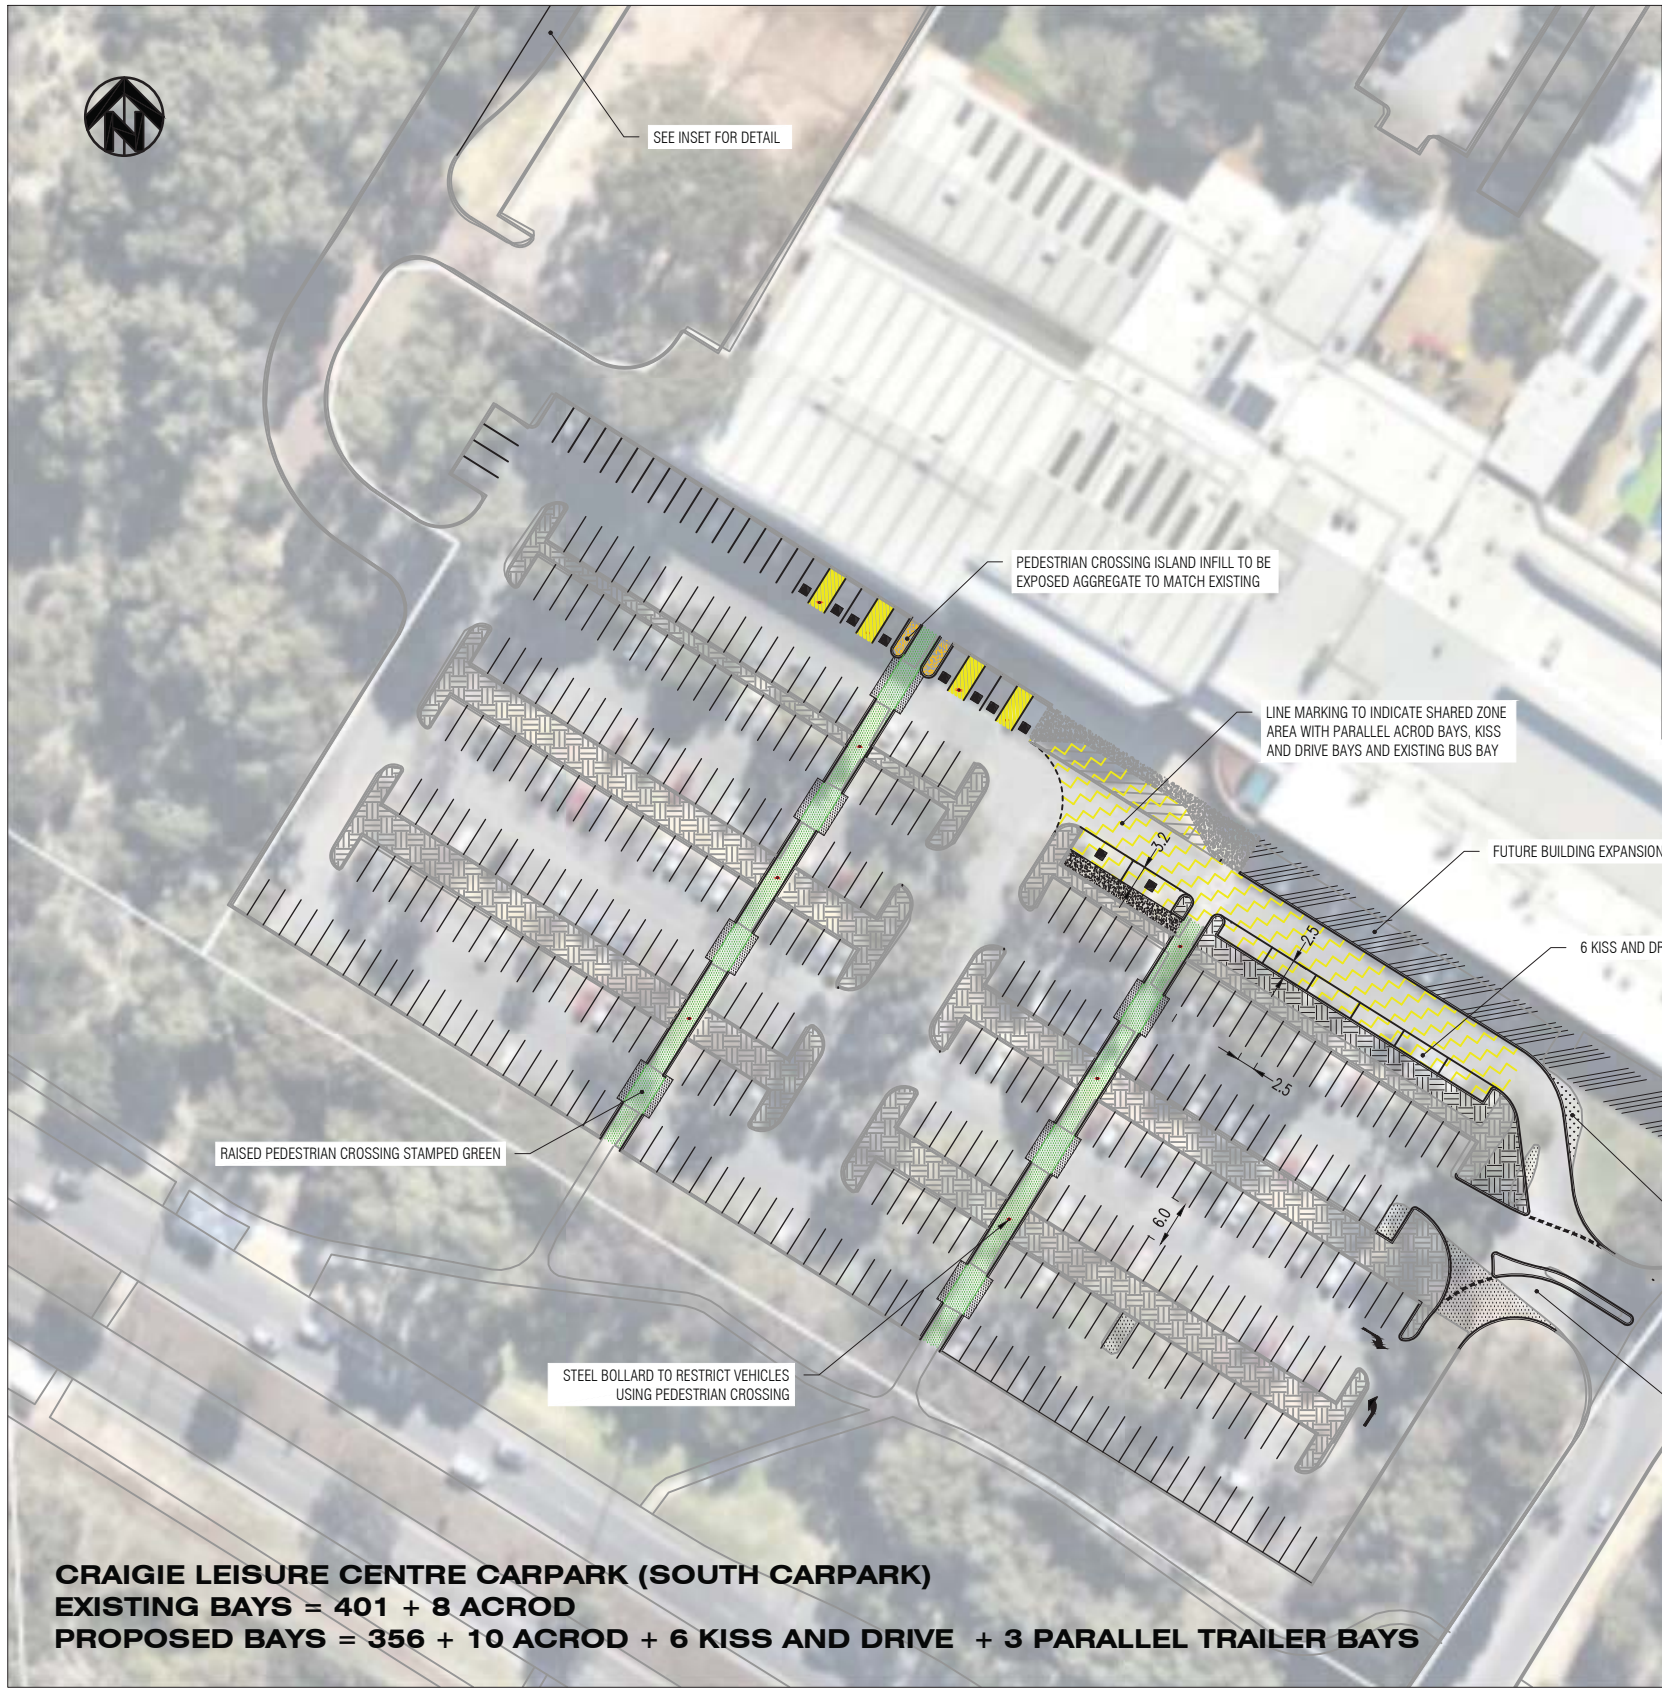 N
SEE INSET FOR DETAIL
PEDESTRIAN CROSSING ISLAND INFILL TO BE
EXPOSED AGGREGATE TO MATCH EXISTING
LINE MARKING TO INDICATE SHARED ZONE
AREA WITH PARALLEL ACROD BAYS, KISS
AND DRIVE BAYS AND EXISTING BUS BAY
3.2
FUTURE BUILDING EXPANSION
2.5
6 KISS AND DR
2.5
RAISED PEDESTRIAN CROSSING STAMPED GREEN
6.0
STEEL BOLLARD TO RESTRICT VEHICLES
USING PEDESTRIAN CROSSING
CRAIGIE LEISURE CENTRE CARPARK (SOUTH CARPARK)
EXISTING BAYS = 401 + 8 ACROD
PROPOSED BAYS = 356 + 10 ACROD + 6 KISS AND DRIVE + 3 PARALLEL TRAILER BAYS